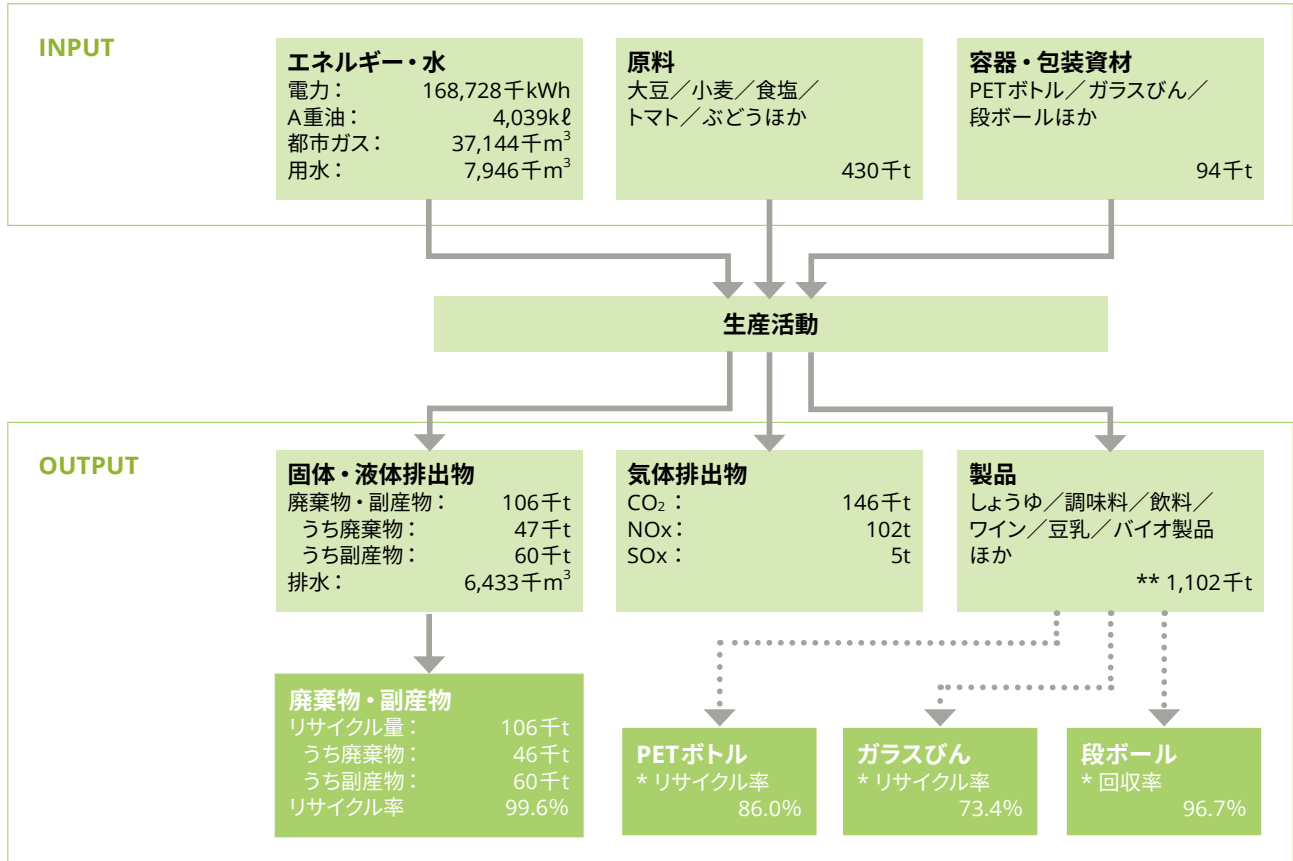 INPUT
エネルギー・水
電力： 168,728千kWh
A重油： 4,039kℓ
都市ガス： 37,144千m³
用水： 7,946千m³
原料
大豆／小麦／食塩／
トマト／ぶどうほか
430千t
容器・包装資材
PETボトル／ガラスびん／
段ボールほか
94千t
生産活動
OUTPUT
固体・液体排出物
廃棄物・副産物： 106千t
うち廃棄物： 47千t
うち副産物： 60千t
排水： 6,433千m³
気体排出物
CO₂： 146千t
NOx： 102t
SOx： 5t
製品
しょうゆ／調味料／飲料／
ワイン／豆乳／バイオ製品
ほか
** 1,102千t
廃棄物・副産物
リサイクル量： 106千t
うち廃棄物： 46千t
うち副産物： 60千t
リサイクル率 99.6%
PETボトル
* リサイクル率
86.0%
ガラスびん
* リサイクル率
73.4%
段ボール
* 回収率
96.7%